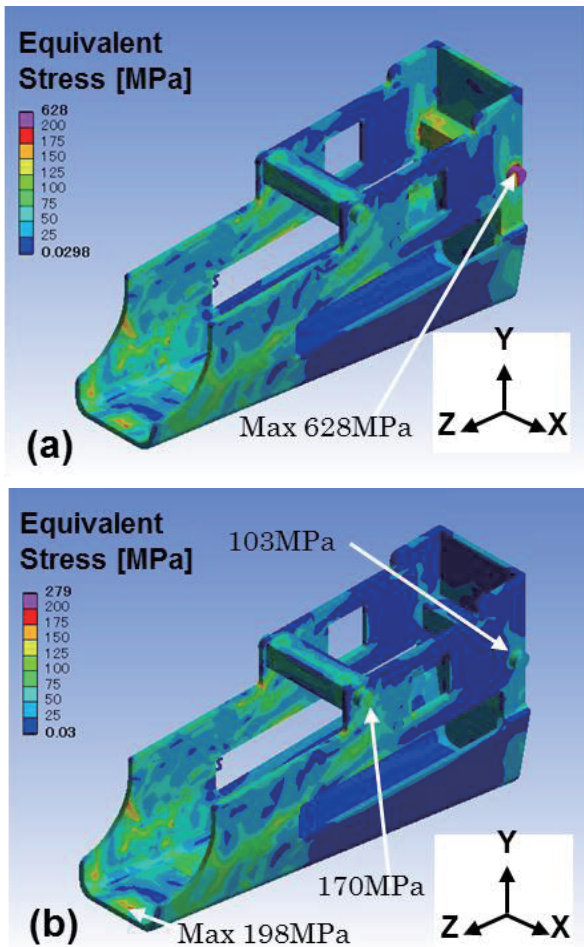 Equivalent
Stress [MPa]
628
200
175
150
125
100
75
50
25
0.0298
Max 628MPa
(a)
Y
Z
X
Equivalent
Stress [MPa]
103MPa
279
200
175
150
125
100
75
50
25
0.03
170MPa
Max 198MPa
(b)
Y
Z
X